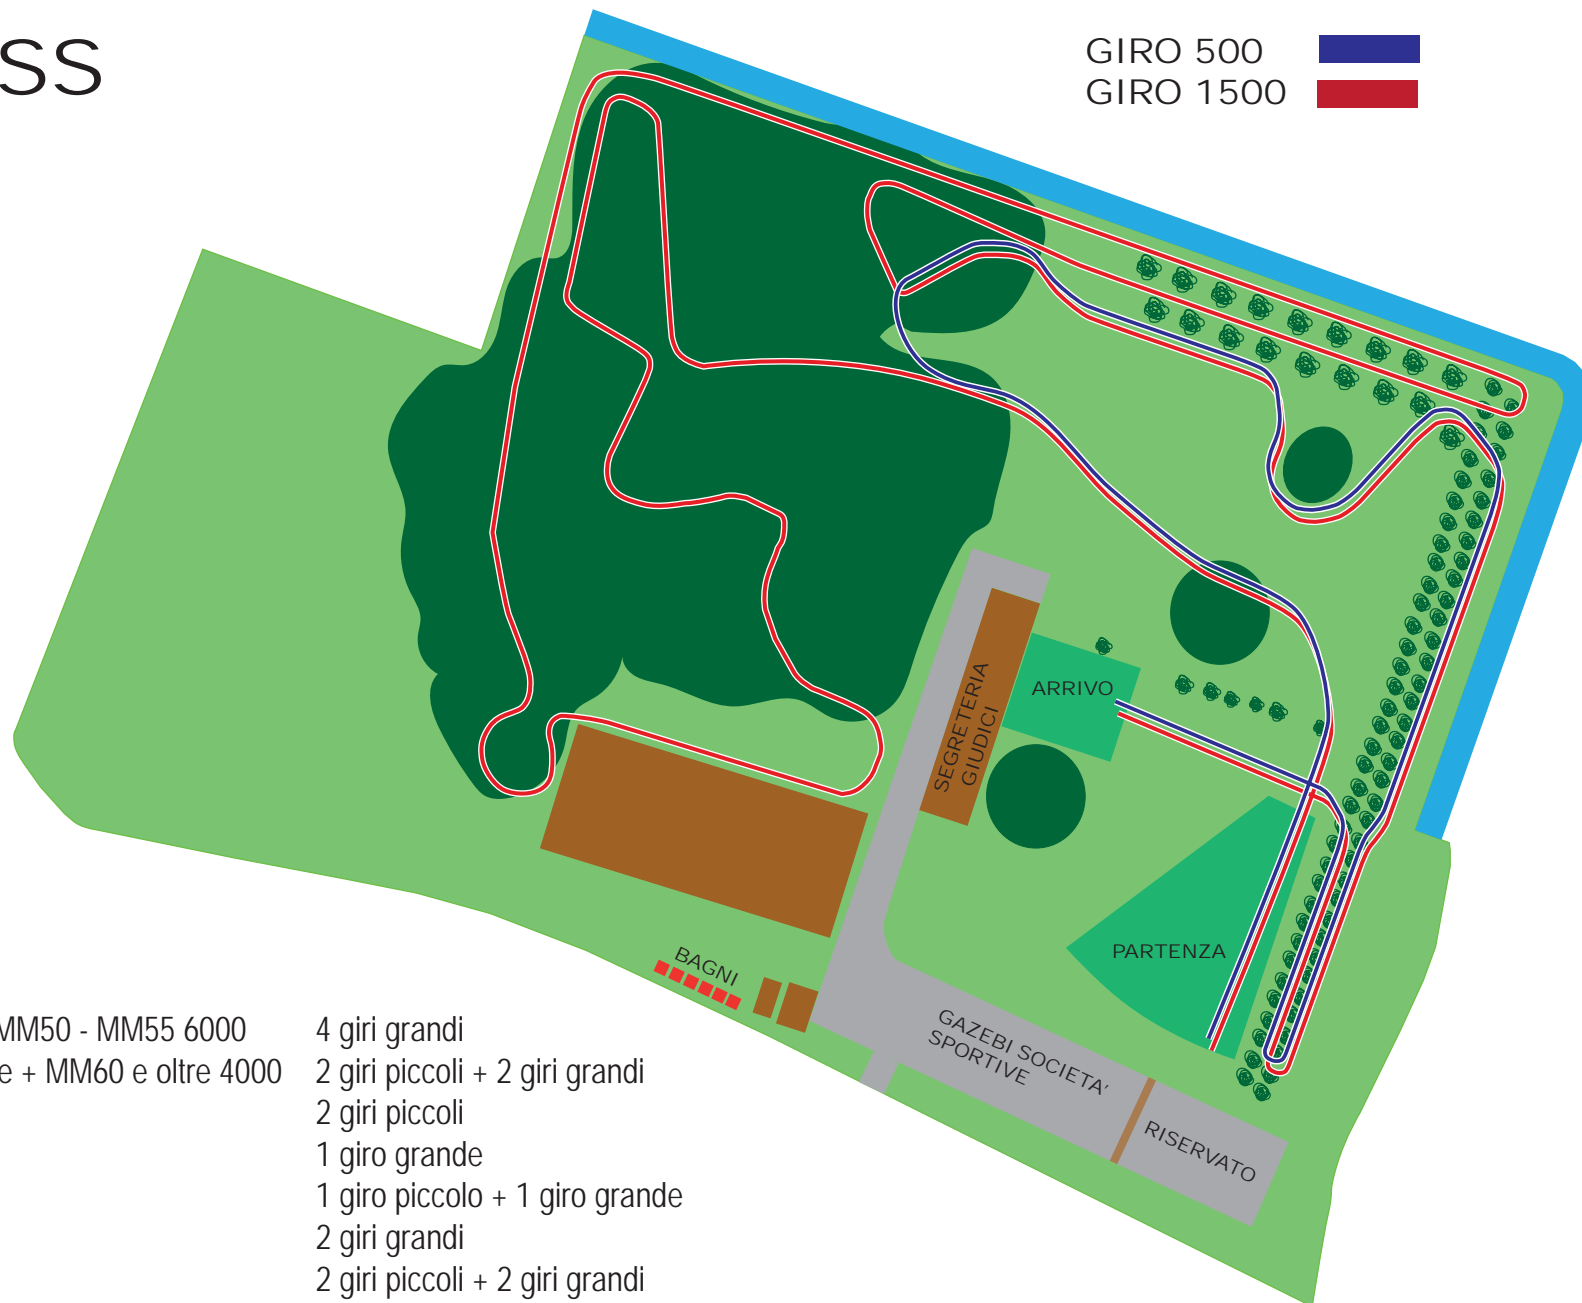 SS
GIRO 500
GIRO 1500
ARRIVO
SEGRETERIA
GIUDICI
PARTENZA
BAGNI
GAZEBI SOCIETA'
SPORTIVE
RISERVATO
MM50 - MM55 6000 4 giri grandi
e + MM60 e oltre 4000 2 giri piccoli + 2 giri grandi
2 giri piccoli
1 giro grande
1 giro piccolo + 1 giro grande
2 giri grandi
2 giri piccoli + 2 giri grandi